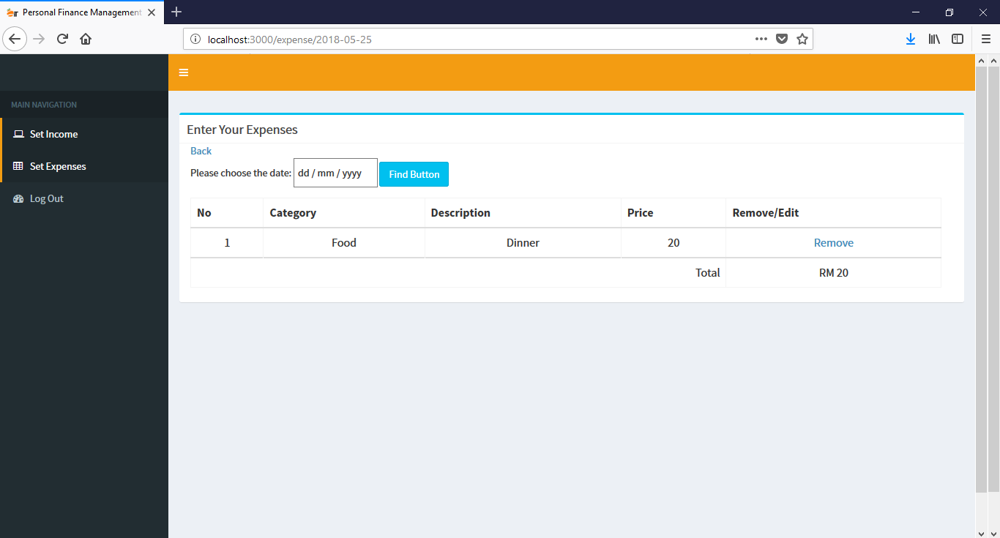 Personal Finance Management
localhost:3000/expense/2018-05-25
MAIN NAVIGATION
Set Income
Set Expenses
Log Out
Enter Your Expenses
Back
Please choose the date: dd / mm / yyyy Find Button
No Category Description Price Remove/Edit
1 Food Dinner 20 Remove
Total RM 20